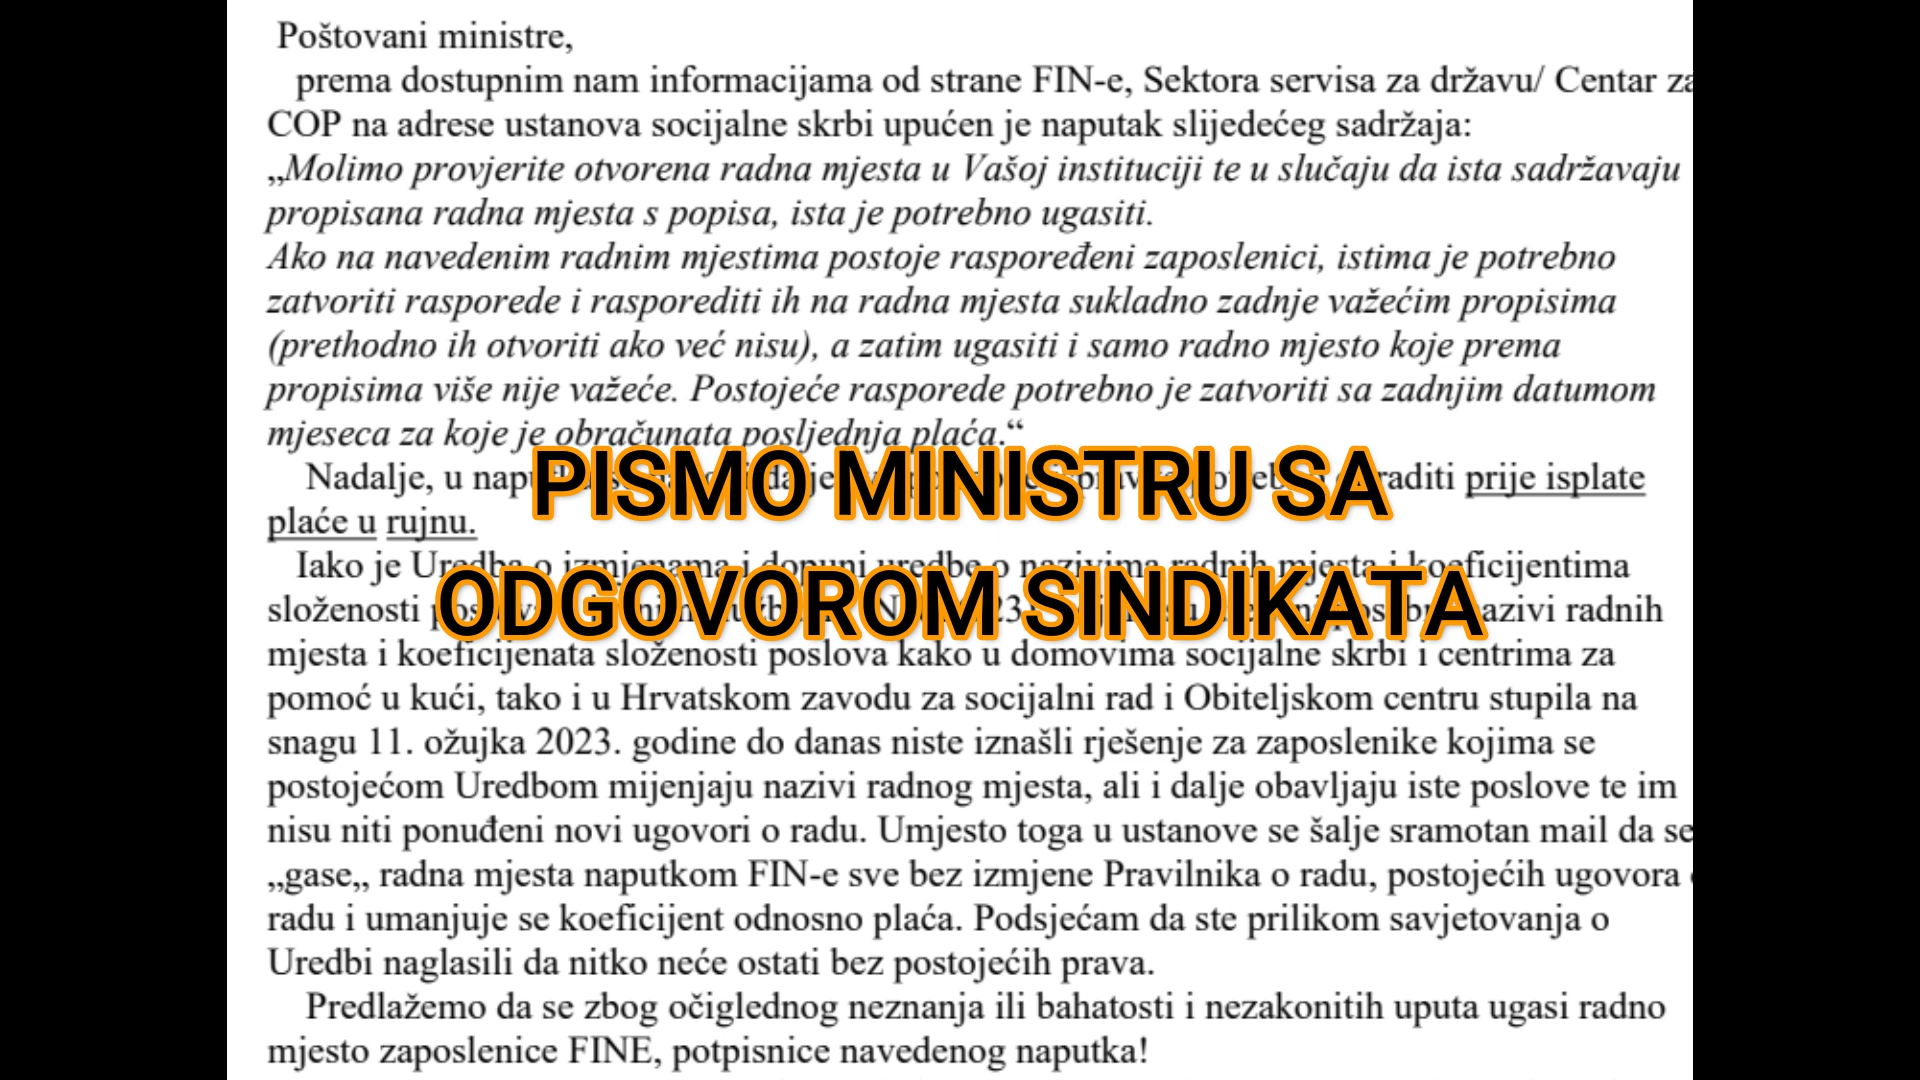 Poštovani ministre,
prema dostupnim nam informacijama od strane FIN-e, Sektora servisa za državu/ Centar za
COP na adrese ustanova socijalne skrbi upućen je naputak slijedećeg sadržaja:
„Molimo provjerite otvorena radna mjesta u Vašoj instituciji te u slučaju da ista sadržavaju
propisana radna mjesta s popisa, ista je potrebno ugasiti.
Ako na navedenim radnim mjestima postoje raspoređeni zaposlenici, istima je potrebno
zatvoriti rasporede i rasporediti ih na radna mjesta sukladno zadnje važećim propisima
(prethodno ih otvoriti ako već nisu), a zatim ugasiti i samo radno mjesto koje prema
propisima više nije važeće. Postojeće rasporede potrebno je zatvoriti sa zadnjim datumom
mjeseca za koje je obračunata posljednja plaća.“
Nadalje, u prije isplate
PISMO MINISTRU SA
plaće u rujnu.
Iako je Uredba o izmjenama i dopuni uredbe o nazivima radnih mjesta i koeficijentima
ODGOVOROM SINDIKATA
složenosti nazivi radnih
mjesta i koeficijenata složenosti poslova kako u domovima socijalne skrbi i centrima za
pomoć u kući, tako i u Hrvatskom zavodu za socijalni rad i Obiteljskom centru stupila na
snagu 11. ožujka 2023. godine do danas niste iznašli rješenje za zaposlenike kojima se
postojećom Uredbom mijenjaju nazivi radnog mjesta, ali i dalje obavljaju iste poslove te im
nisu niti ponuđeni novi ugovori o radu. Umjesto toga u ustanove se šalje sramotan mail da se
„gase„ radna mjesta naputkom FIN-e sve bez izmjene Pravilnika o radu, postojećih ugovora
radu i umanjuje se koeficijent odnosno plaća. Podsjećam da ste prilikom savjetovanja o
Uredbi naglasili da nitko neće ostati bez postojećih prava.
Predlažemo da se zbog očiglednog neznanja ili bahatosti i nezakonitih uputa ugasi radno
mjesto zaposlenice FINE, potpisnice navedenog naputka!